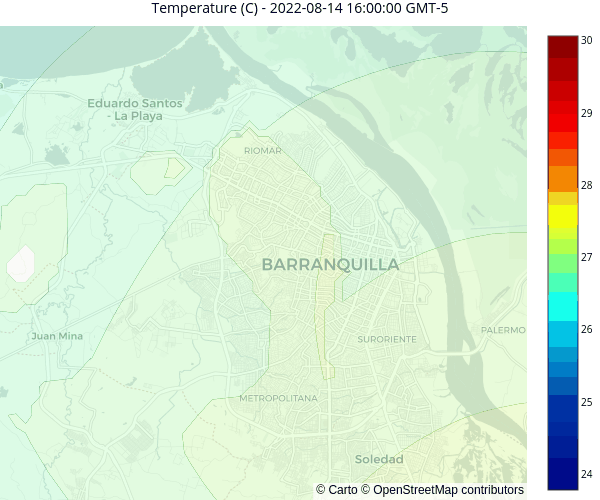 Temperature (C) - 2022-08-14 16:00:00 GMT-5
30
29
28
27
26
25
24
Eduardo Santos
- La Playa
RIOMAR
BARRANQUILLA
Juan Mina
SURORIENTE
PALERMO
METROPOLITANA
Soledad
© Carto © OpenStreetMap contributors